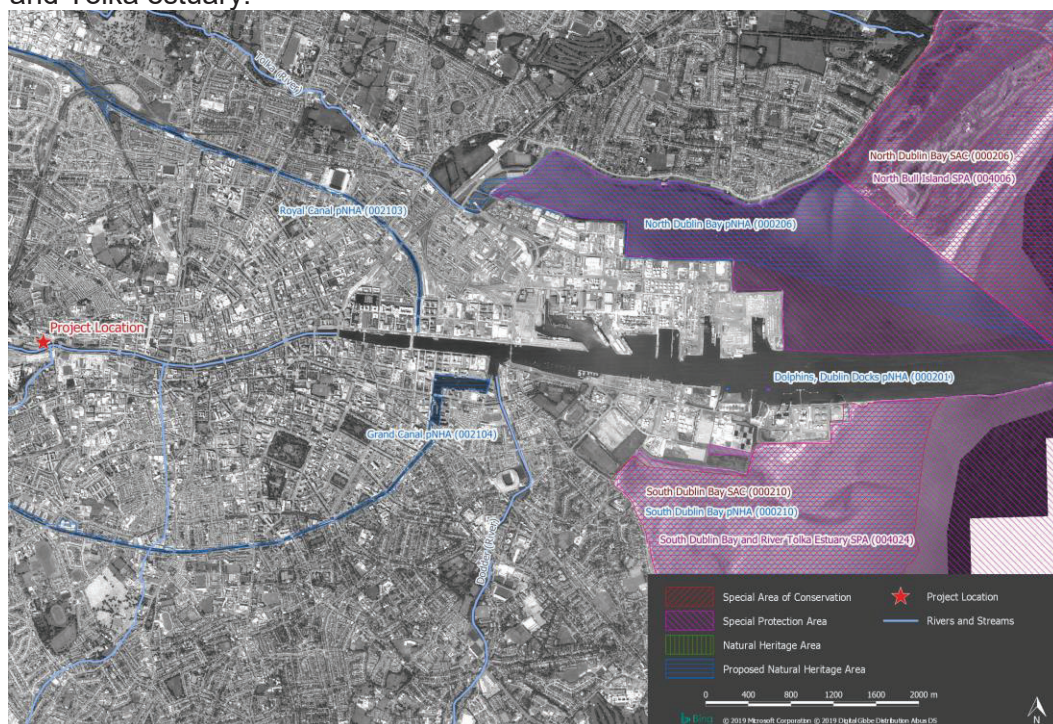 and Tolka estuary.
Tolka (River)
North Dublin Bay SAC (000206)
North Bull Island SPA (004006)
Royal Canal pNHA (002103)
North Dublin Bay pNHA (000206)
Project Location
Dolphins, Dublin Docks pNHA (000201)
Grand Canal pNHA (002104)
South Dublin Bay SAC (000210)
South Dublin Bay pNHA (000210)
South Dublin Bay and River Tolka Estuary SPA (004024)
Dodder (River)
Special Area of Conservation
Project Location
Special Protection Area
Rivers and Streams
Natural Heritage Area
Proposed Natural Heritage Area
0 400 800 1200 1600 2000 m
Bing © 2019 Microsoft Corporation © 2019 DigitalGlobe Distribution Airbus DS
N